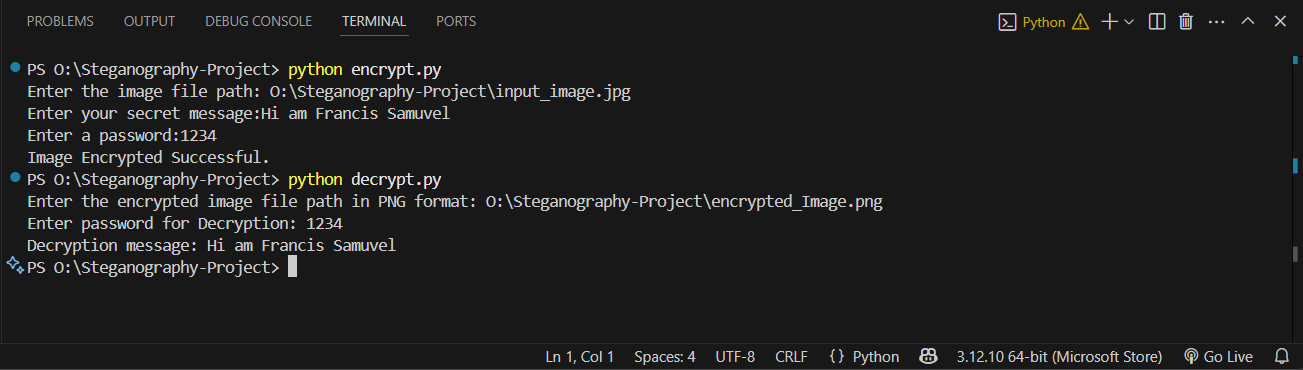 PROBLEMS OUTPUT DEBUG CONSOLE TERMINAL PORTS Python
PS O:\Steganography-Project> python encrypt.py
Enter the image file path: O:\Steganography-Project\input_image.jpg
Enter your secret message:Hi am Francis Samuvel
Enter a password:1234
Image Encrypted Successful.
PS O:\Steganography-Project> python decrypt.py
Enter the encrypted image file path in PNG format: O:\Steganography-Project\encrypted_Image.png
Enter password for Decryption: 1234
Decryption message: Hi am Francis Samuvel
PS O:\Steganography-Project>
Ln 1, Col 1 Spaces: 4 UTF-8 CRLF {} Python 3.12.10 64-bit (Microsoft Store) Go Live